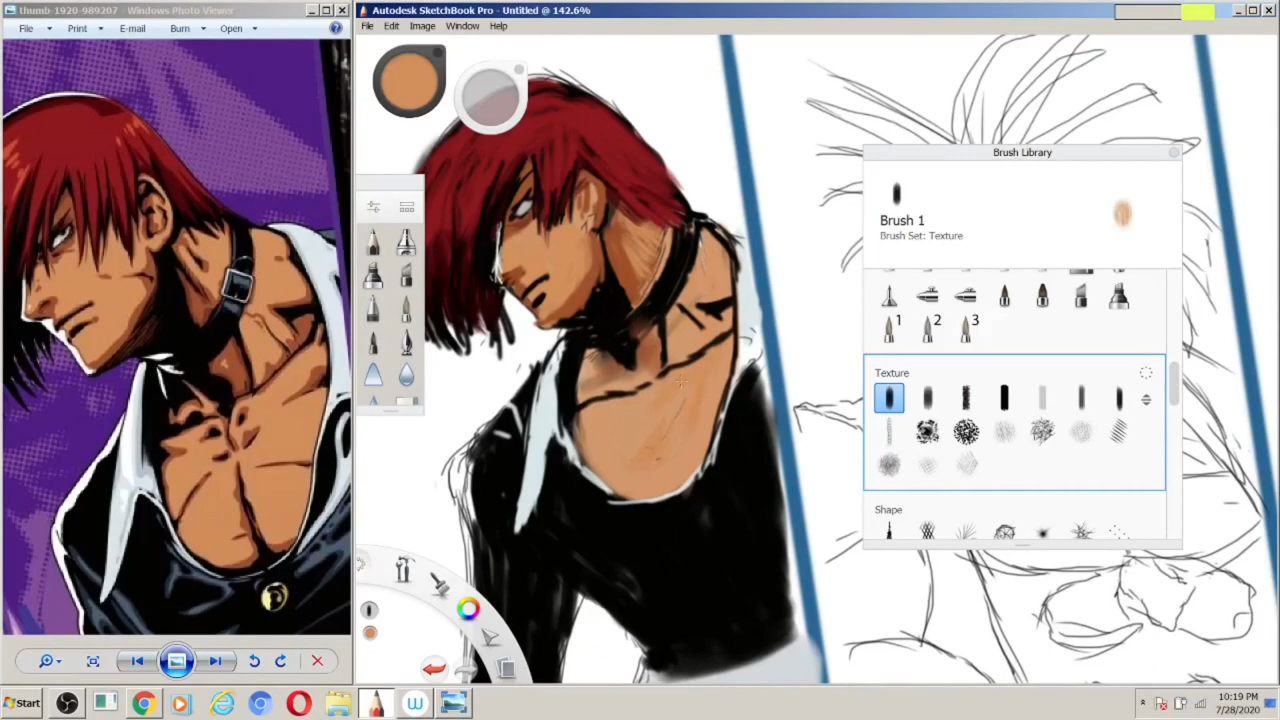 thumb-1920-989207 - Windows Photo Viewer
File Print E-mail Burn Open
Autodesk SketchBook Pro - Untitled @ 142.6%
File Edit Image Window Help
Brush Library
Brush 1
Brush Set: Texture
1 2 3
Texture
Shape
Start
10:19 PM
7/28/2020